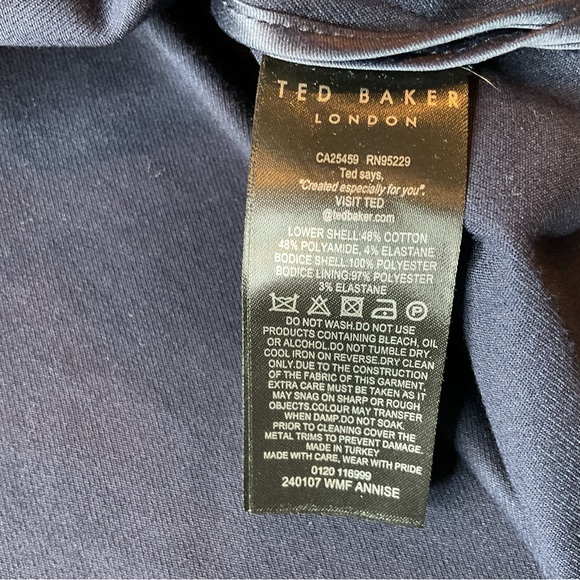 TED BAKER
LONDON
CA25459 RN95229
Ted says,
"Created especially for you".
VISIT TED
@tedbaker.com
LOWER SHELL:48% COTTON
48% POLYAMIDE, 4% ELASTANE
BODICE SHELL:100% POLYESTER
BODICE LINING:97% POLYESTER
3% ELASTANE
P
DO NOT WASH.DO NOT USE
PRODUCTS CONTAINING BLEACH, OIL
OR ALCOHOL.DO NOT TUMBLE DRY.
COOL IRON ON REVERSE.DRY CLEAN
ONLY.DUE TO THE CONSTRUCTION
OF THE FABRIC OF THIS GARMENT,
EXTRA CARE MUST BE TAKEN AS IT
MAY SNAG ON SHARP OR ROUGH
OBJECTS.COLOUR MAY TRANSFER
WHEN DAMP.DO NOT SOAK.
PRIOR TO CLEANING COVER THE
METAL TRIMS TO PREVENT DAMAGE.
MADE IN TURKEY
MADE WITH CARE, WEAR WITH PRIDE
0120 116999
240107 WMF ANNISE